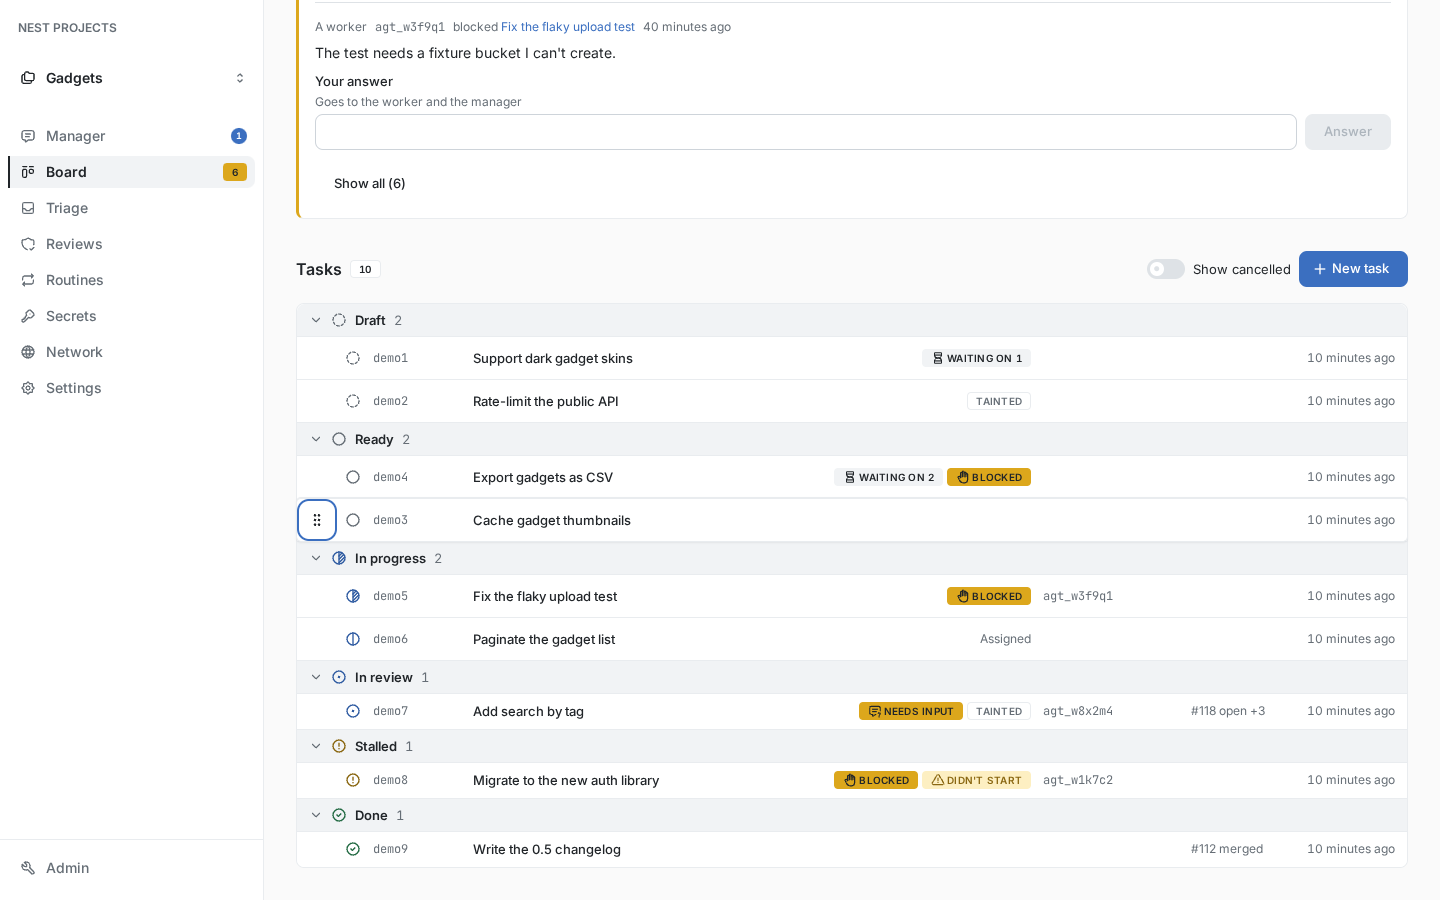 NEST PROJECTS
Gadgets
Manager 1
Board 6
Triage
Reviews
Routines
Secrets
Network
Settings
Admin
A worker agt_w3f9q1 blocked Fix the flaky upload test 40 minutes ago
The test needs a fixture bucket I can't create.
Your answer
Goes to the worker and the manager
Answer
Show all (6)
Tasks 10 Show cancelled New task
Draft 2
demo1 Support dark gadget skins WAITING ON 1 10 minutes ago
demo2 Rate-limit the public API TAINTED 10 minutes ago
Ready 2
demo4 Export gadgets as CSV WAITING ON 2 BLOCKED 10 minutes ago
demo3 Cache gadget thumbnails 10 minutes ago
In progress 2
demo5 Fix the flaky upload test BLOCKED agt_w3f9q1 10 minutes ago
demo6 Paginate the gadget list Assigned 10 minutes ago
In review 1
demo7 Add search by tag NEEDS INPUT TAINTED agt_w8x2m4 #118 open +3 10 minutes ago
Stalled 1
demo8 Migrate to the new auth library BLOCKED DIDN'T START agt_w1k7c2 10 minutes ago
Done 1
demo9 Write the 0.5 changelog #112 merged 10 minutes ago